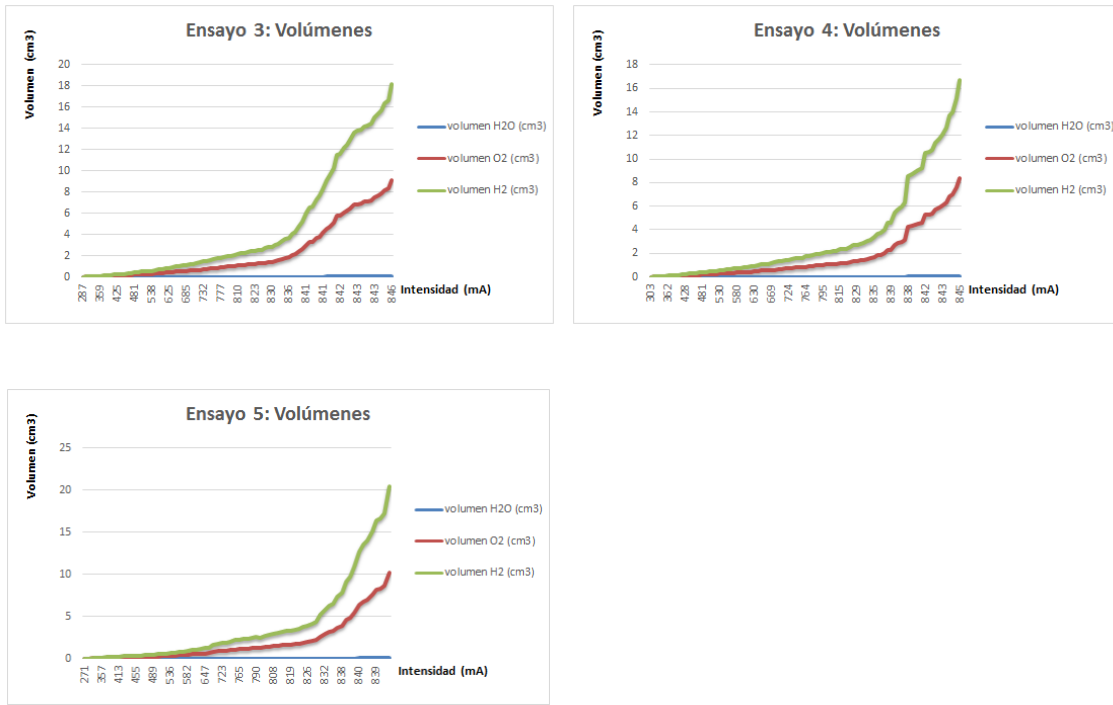 Ensayo 3: Volúmenes
Volumen (cm3)
20
18
16
14
12
10
8
6
4
2
0
287 359 425 481 538 625 685 732 777 810 823 830 836 841 841 842 843 843 846
Intensidad (mA)
volumen H2O (cm3)
volumen O2 (cm3)
volumen H2 (cm3)
Ensayo 4: Volúmenes
Volumen (cm3)
18
16
14
12
10
8
6
4
2
0
303 362 428 481 530 580 630 669 724 764 795 815 829 835 839 838 842 843 845
Intensidad (mA)
volumen H2O (cm3)
volumen O2 (cm3)
volumen H2 (cm3)
Ensayo 5: Volúmenes
Volumen (cm3)
25
20
15
10
5
0
271 357 413 455 489 536 582 647 723 765 790 808 819 826 832 838 840 839
Intensidad (mA)
volumen H2O (cm3)
volumen O2 (cm3)
volumen H2 (cm3)